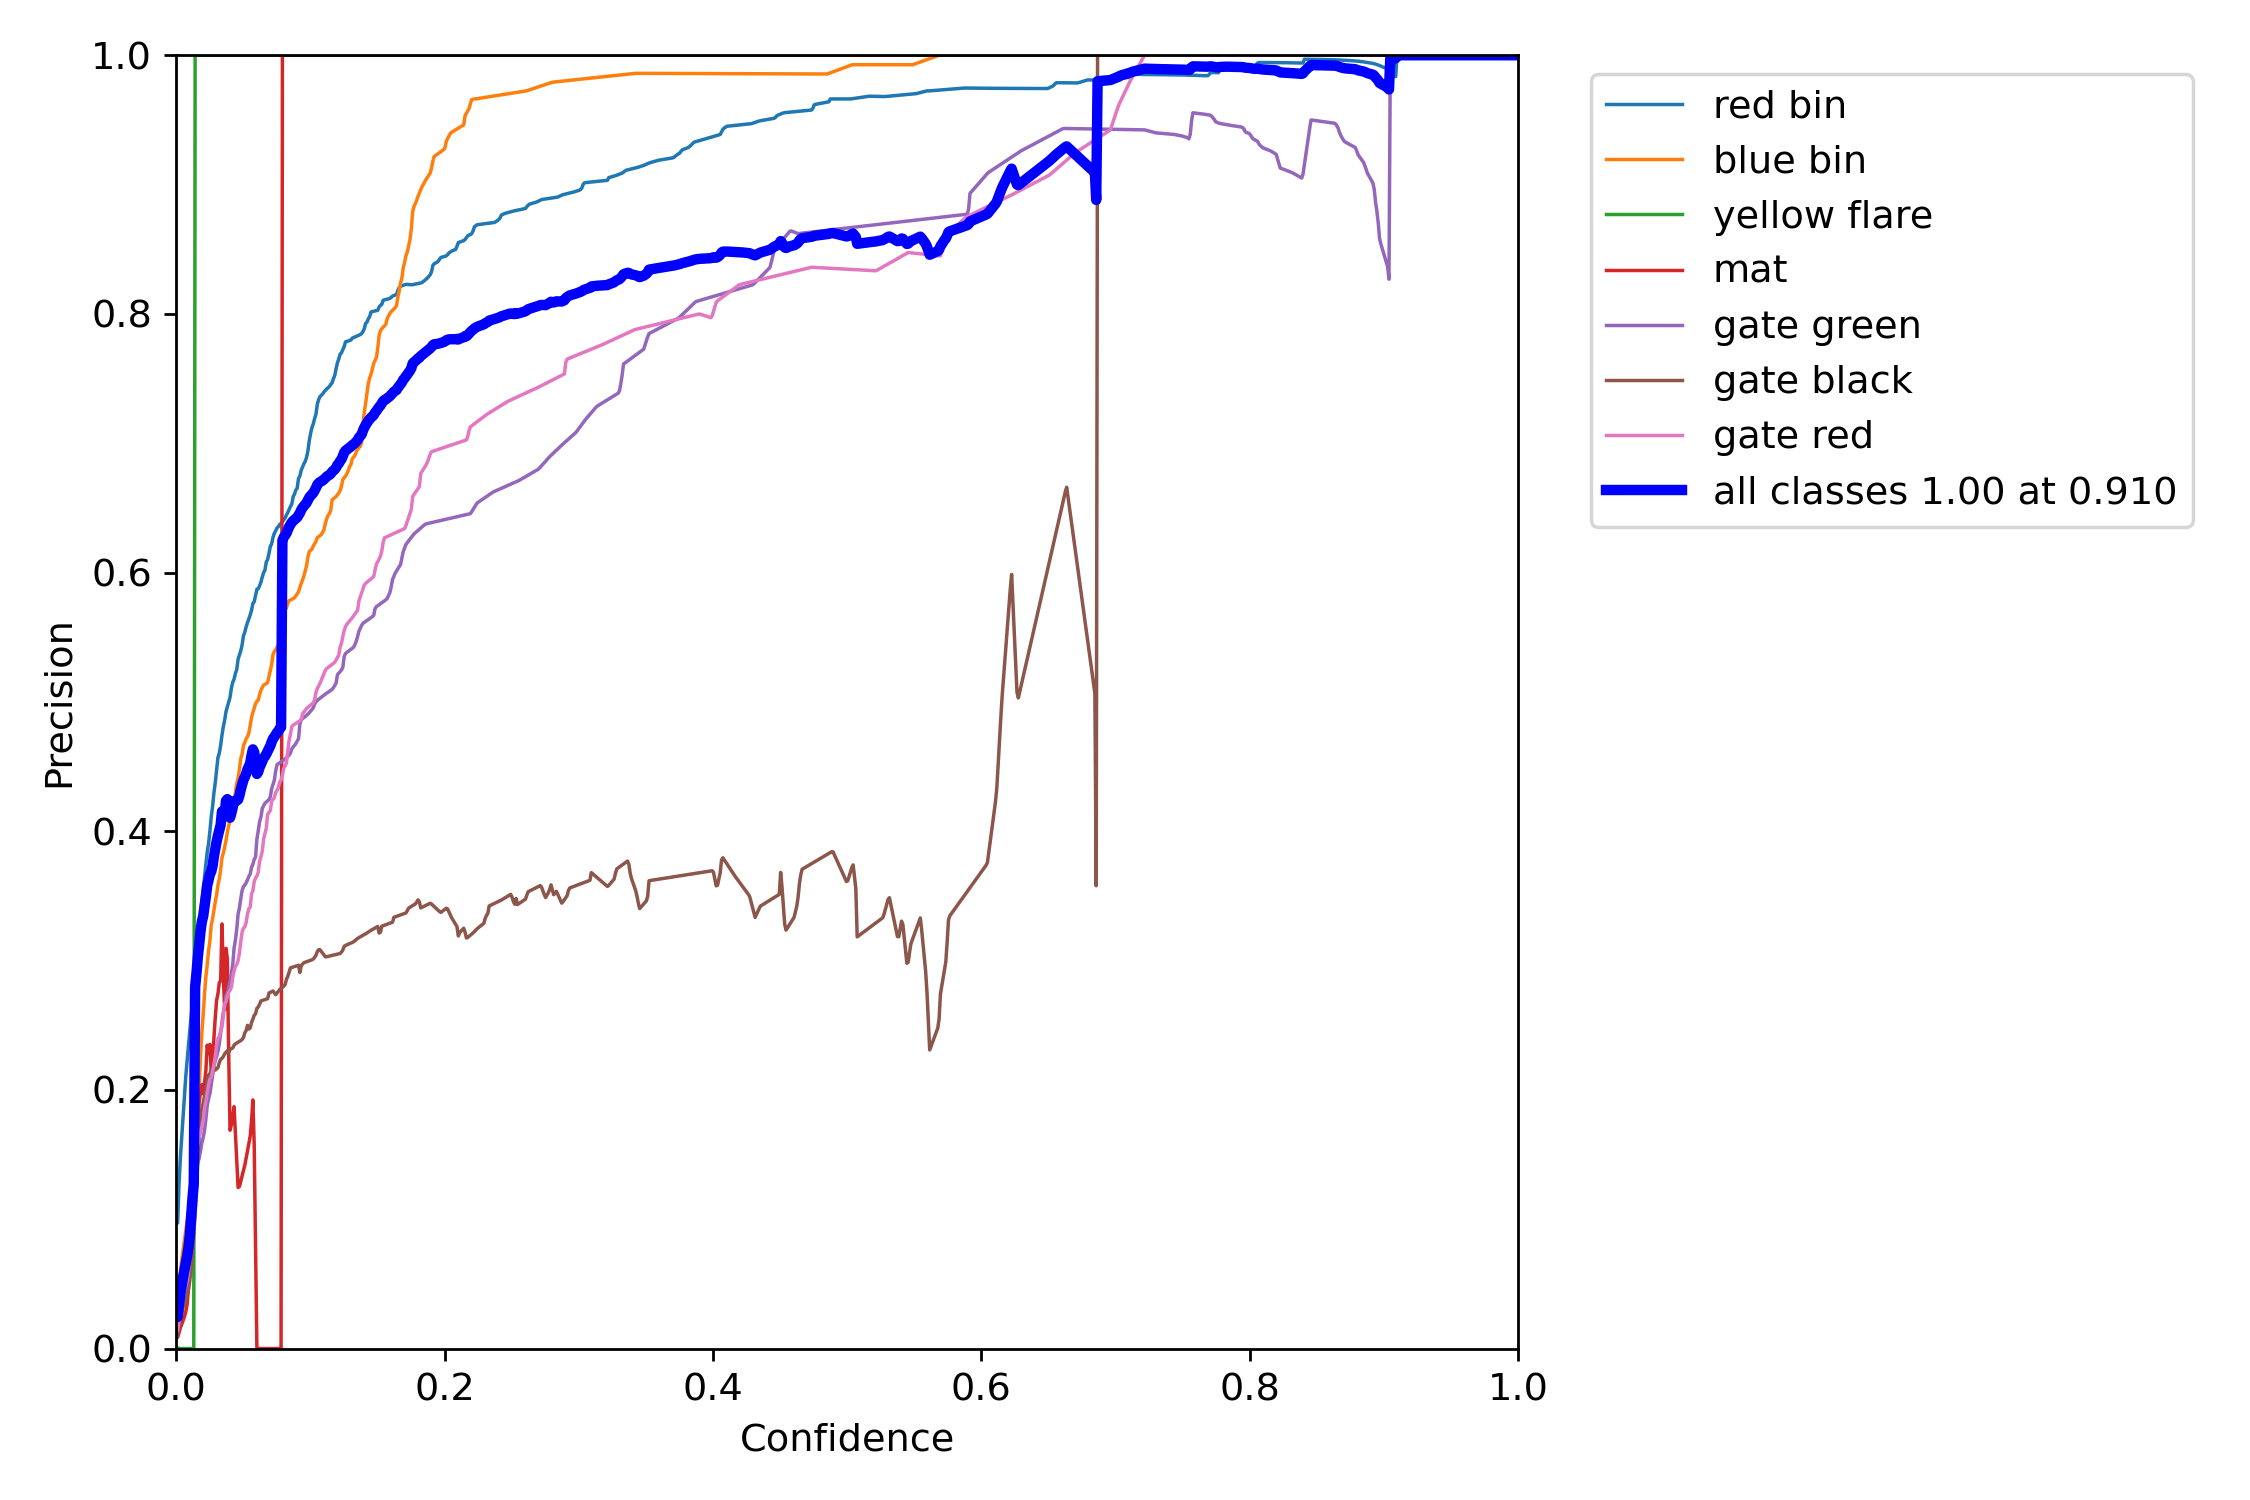 1.0
0.8
0.6
0.4
0.2
0.0
Precision
0.0 0.2 0.4 0.6 0.8 1.0
Confidence
red bin
blue bin
yellow flare
mat
gate green
gate black
gate red
all classes 1.00 at 0.910